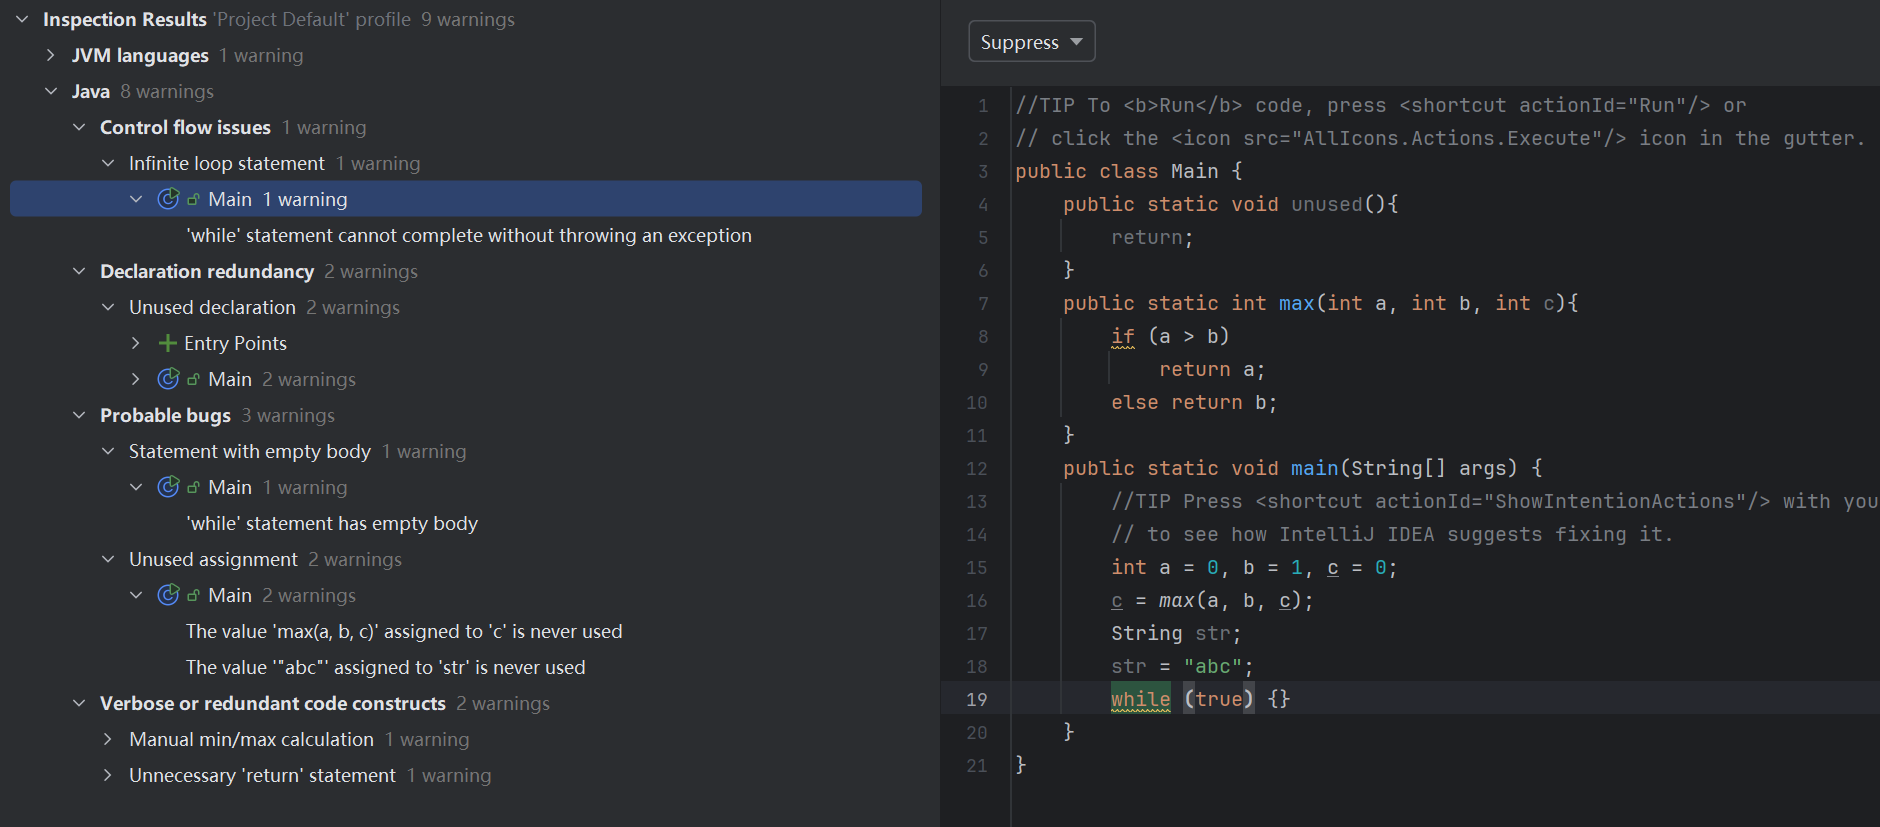 Inspection Results 'Project Default' profile 9 warnings
JVM languages 1 warning
Java 8 warnings
Control flow issues 1 warning
Infinite loop statement 1 warning
Main 1 warning
'while' statement cannot complete without throwing an exception
Declaration redundancy 2 warnings
Unused declaration 2 warnings
Entry Points
Main 2 warnings
Probable bugs 3 warnings
Statement with empty body 1 warning
Main 1 warning
'while' statement has empty body
Unused assignment 2 warnings
Main 2 warnings
The value 'max(a, b, c)' assigned to 'c' is never used
The value '"abc"' assigned to 'str' is never used
Verbose or redundant code constructs 2 warnings
Manual min/max calculation 1 warning
Unnecessary 'return' statement 1 warning
Suppress
1 //TIP To <b>Run</b> code, press <shortcut actionId="Run"/> or
2 // click the <icon src="AllIcons.Actions.Execute"/> icon in the gutter.
3 public class Main {
4     public static void unused(){
5         return;
6     }
7     public static int max(int a, int b, int c){
8         if (a > b)
9             return a;
10         else return b;
11     }
12     public static void main(String[] args) {
13         //TIP Press <shortcut actionId="ShowIntentionActions"/> with you
14         // to see how IntelliJ IDEA suggests fixing it.
15         int a = 0, b = 1, c = 0;
16         c = max(a, b, c);
17         String str;
18         str = "abc";
19         while (true) {}
20     }
21 }